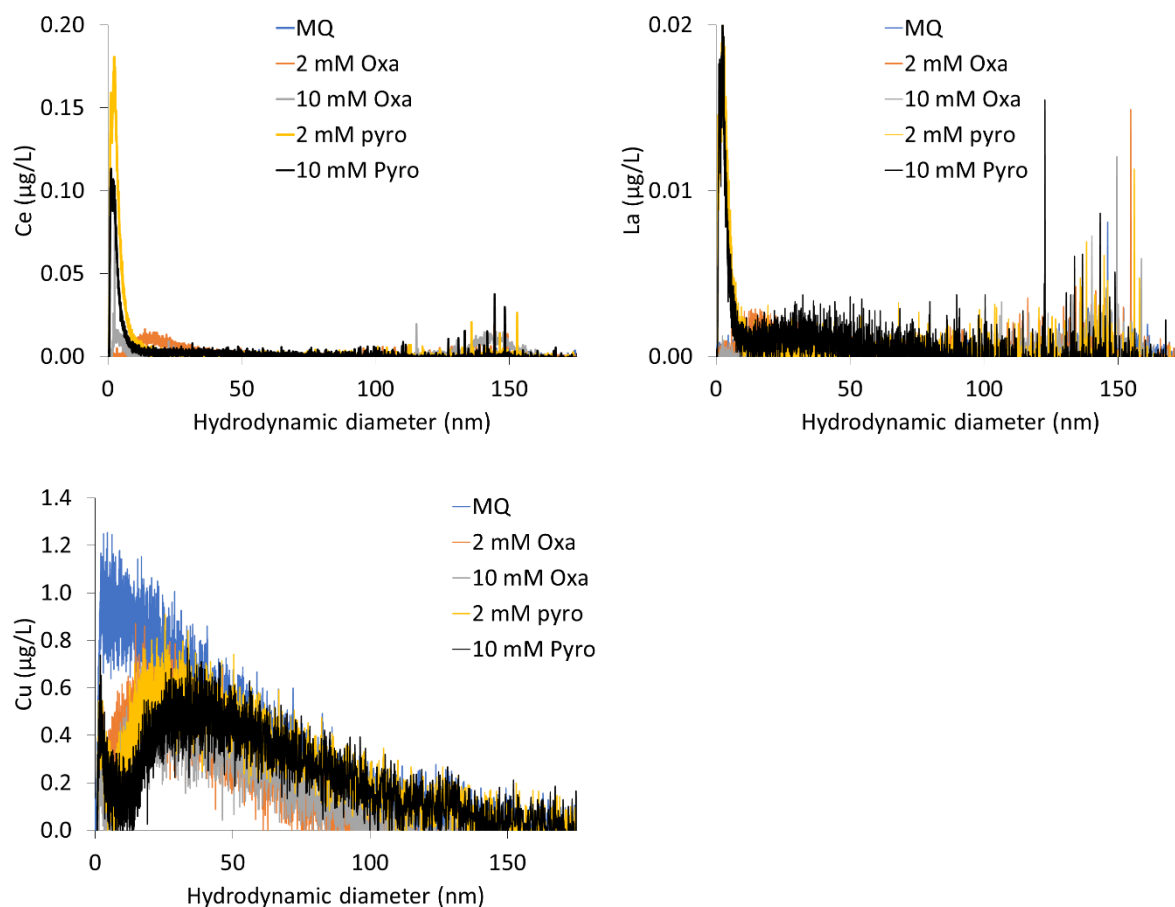 Ce (µg/L)
0.20
0.15
0.10
0.05
0.00
MQ
2 mM Oxa
10 mM Oxa
2 mM pyro
10 mM Pyro
0 50 100 150
Hydrodynamic diameter (nm)
La (µg/L)
0.02
0.01
0.00
MQ
2 mM Oxa
10 mM Oxa
2 mM pyro
10 mM Pyro
0 50 100 150
Hydrodynamic diameter (nm)
Cu (µg/L)
1.4
1.2
1.0
0.8
0.6
0.4
0.2
0.0
MQ
2 mM Oxa
10 mM Oxa
2 mM pyro
10 mM Pyro
0 50 100 150
Hydrodynamic diameter (nm)